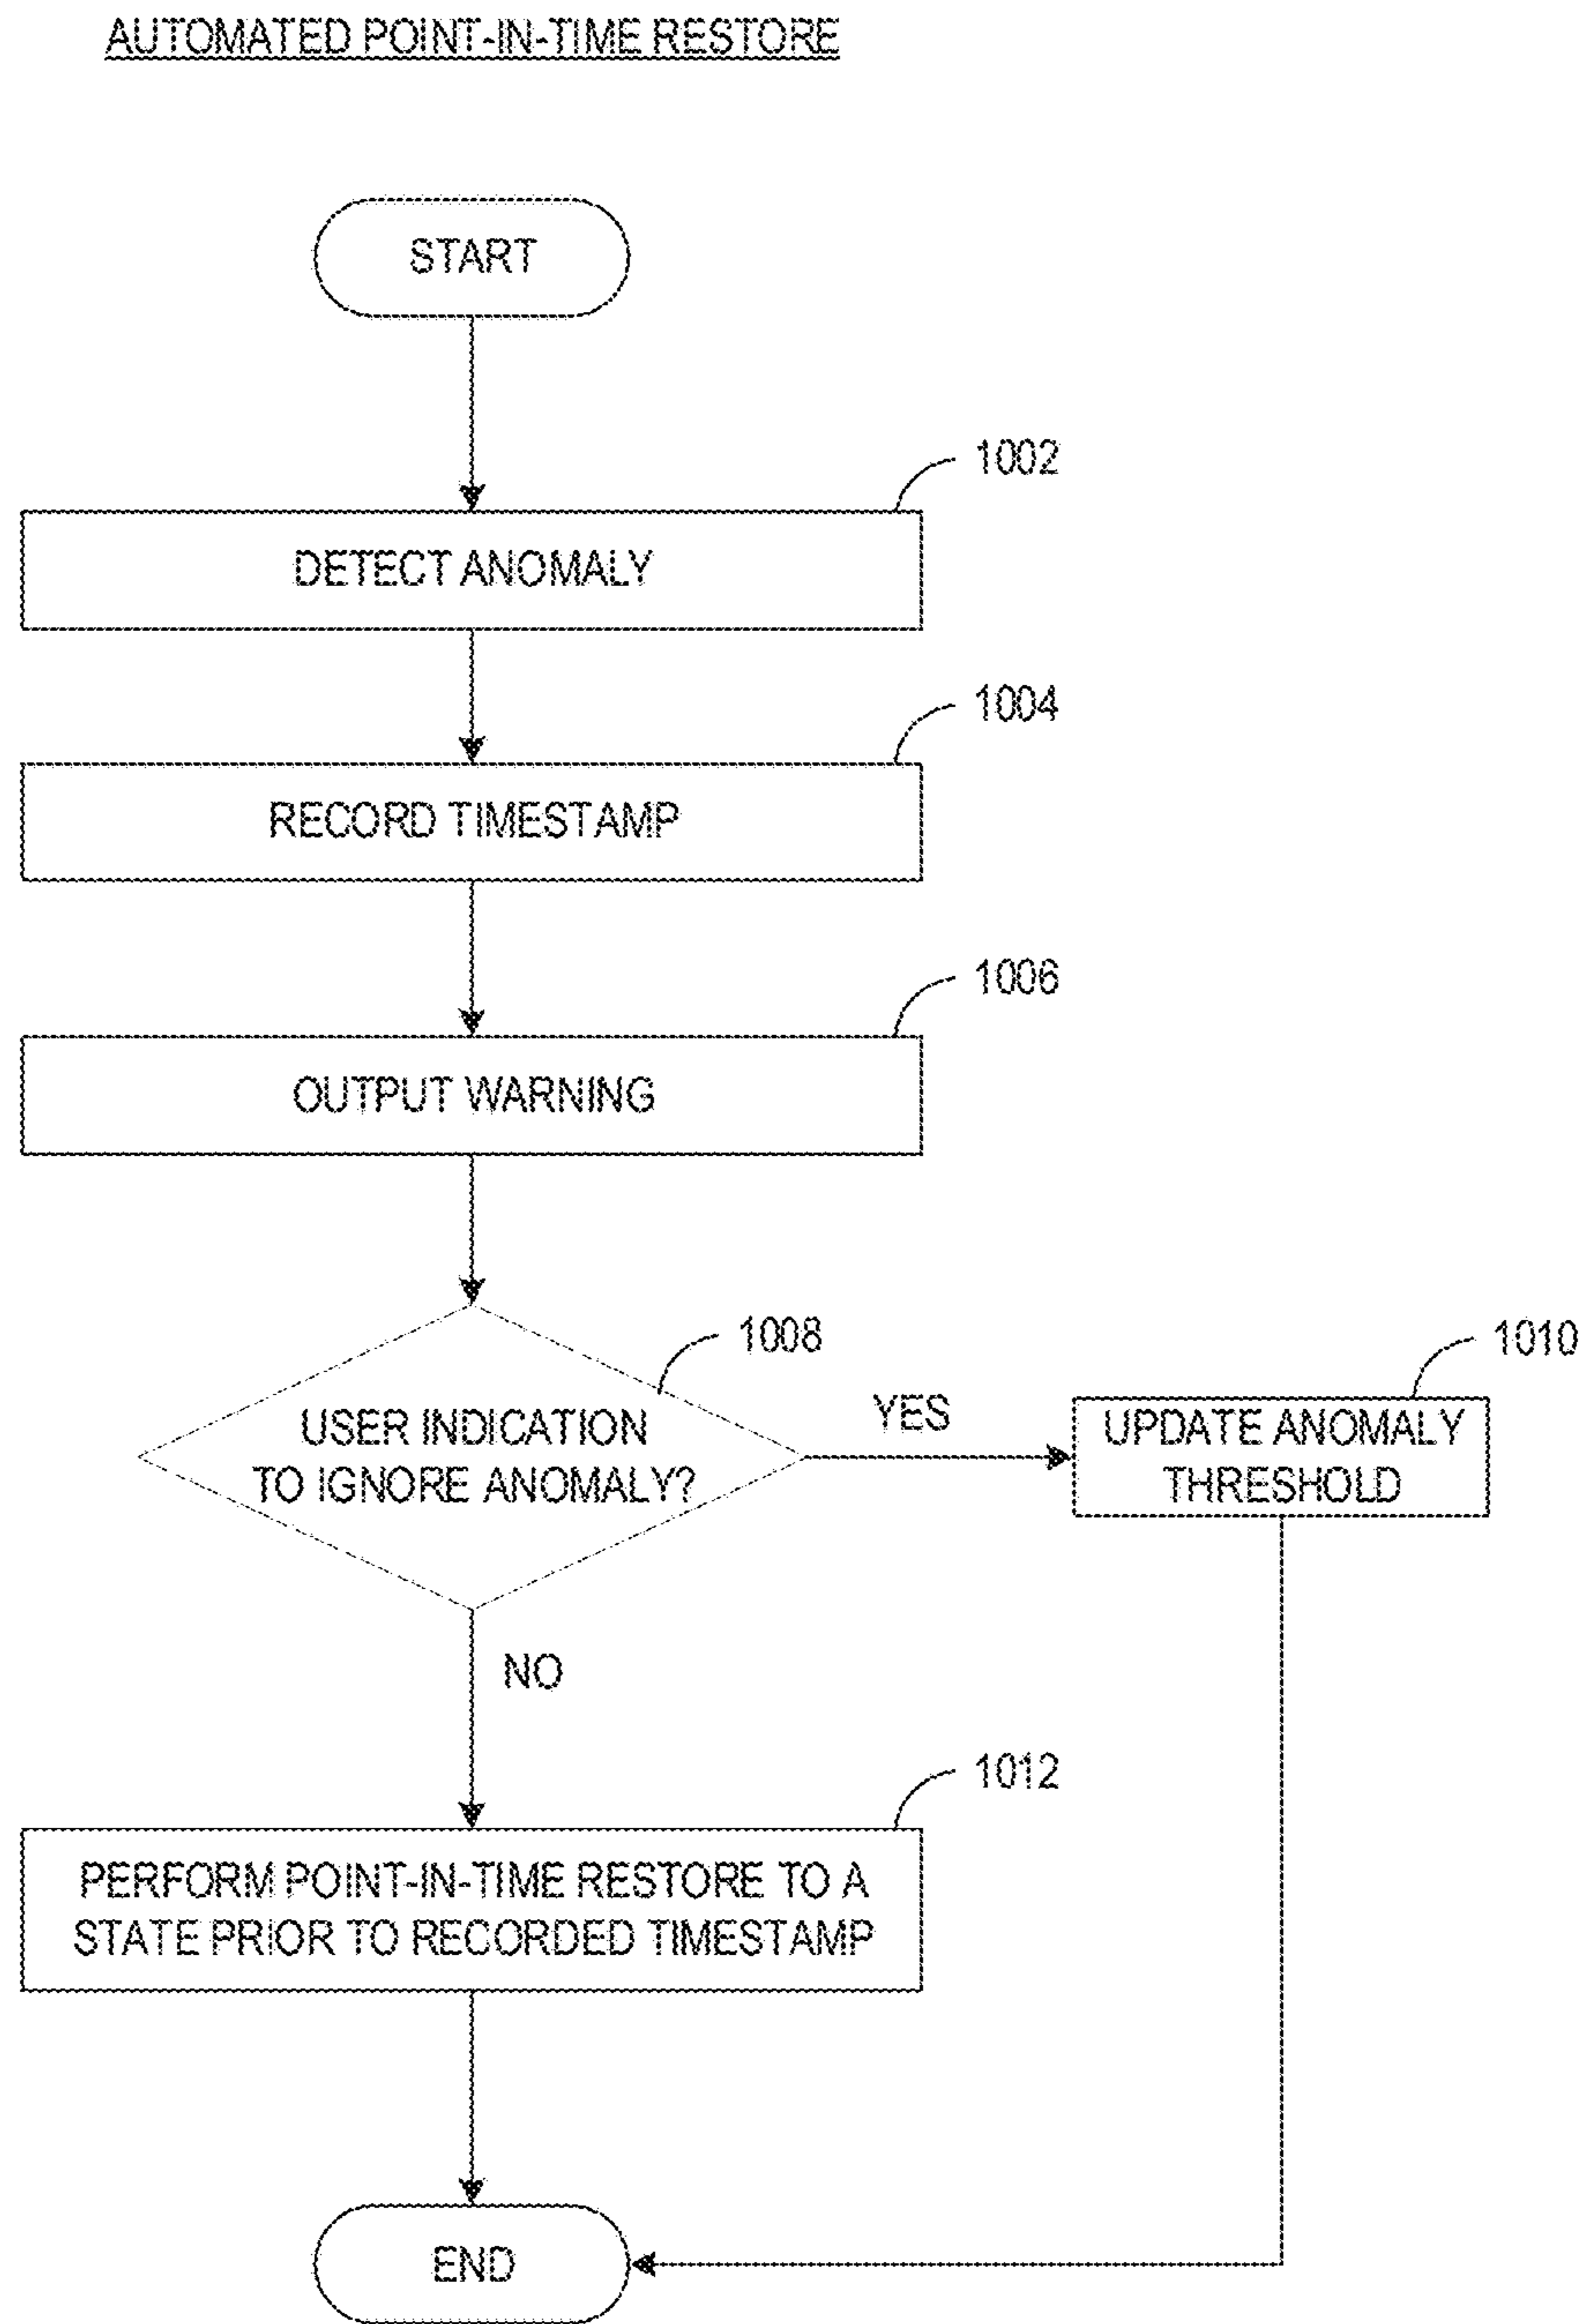 AUTOMATED POINT-IN-TIME RESTORE
START
1002
DETECT ANOMALY
1004
RECORD TIMESTAMP
1006
OUTPUT WARNING
1008
USER INDICATION
TO IGNORE ANOMALY?
YES
1010
UPDATE ANOMALY
THRESHOLD
NO
1012
PERFORM POINT-IN-TIME RESTORE TO A
STATE PRIOR TO RECORDED TIMESTAMP
END